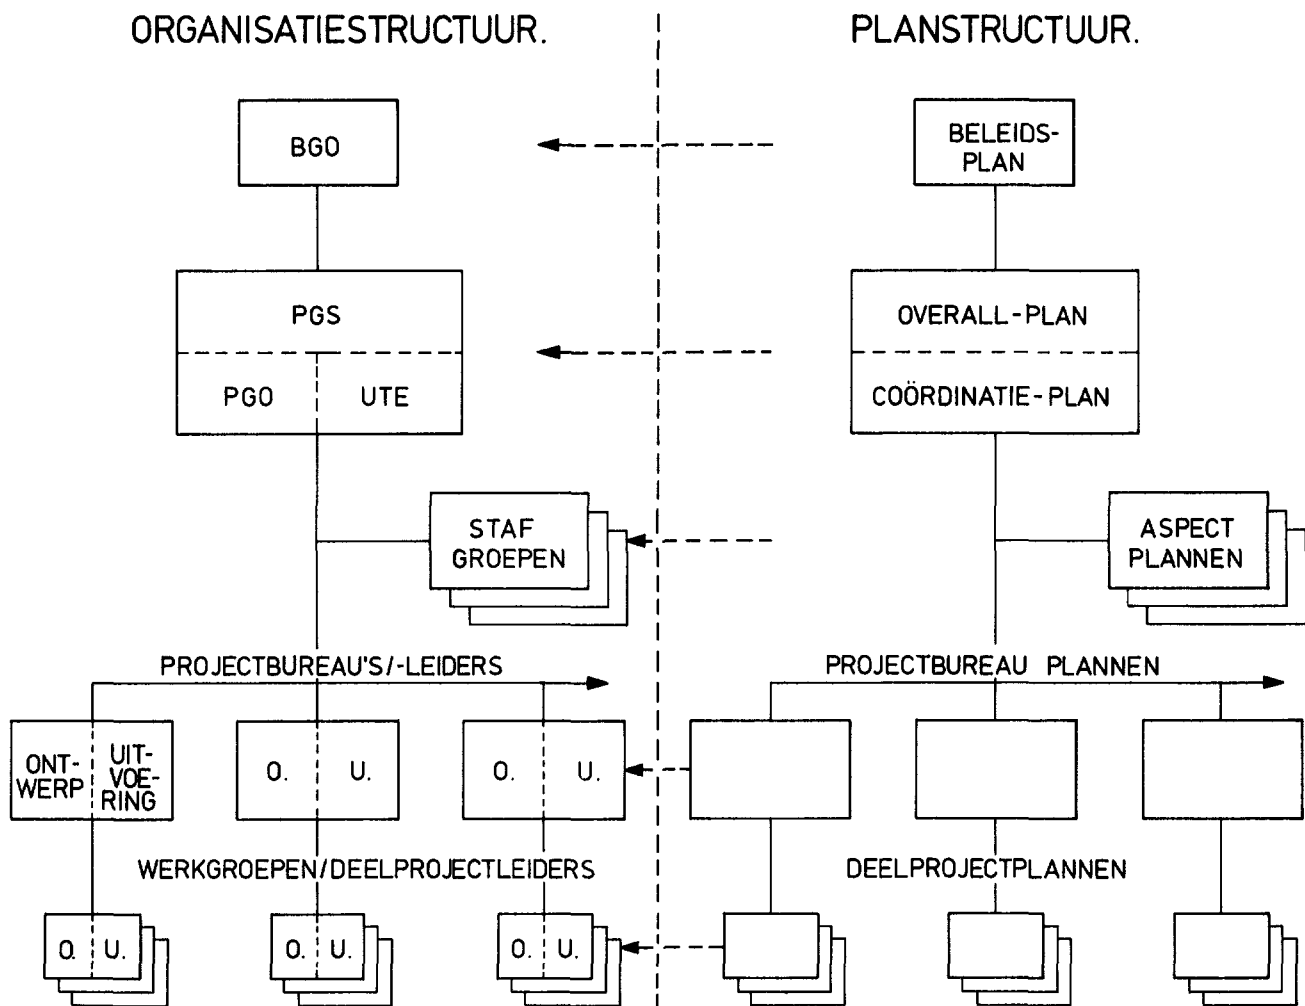 ORGANISATIESTRUCTUUR.
BGO
PGS
PGO
UTE
STAF
GROEPEN
PROJECTBUREAU'S/-LEIDERS
ONT-
WERP
UIT-
VOE-
RING
O.
U.
O.
U.
WERKGROEPEN/DEELPROJECTLEIDERS
O.
U.
O.
U.
O.
U.
PLANSTRUCTUUR.
BELEIDS-
PLAN
OVERALL-PLAN
COÖRDINATIE-PLAN
ASPECT
PLANNEN
PROJECTBUREAU PLANNEN
DEELPROJECTPLANNEN